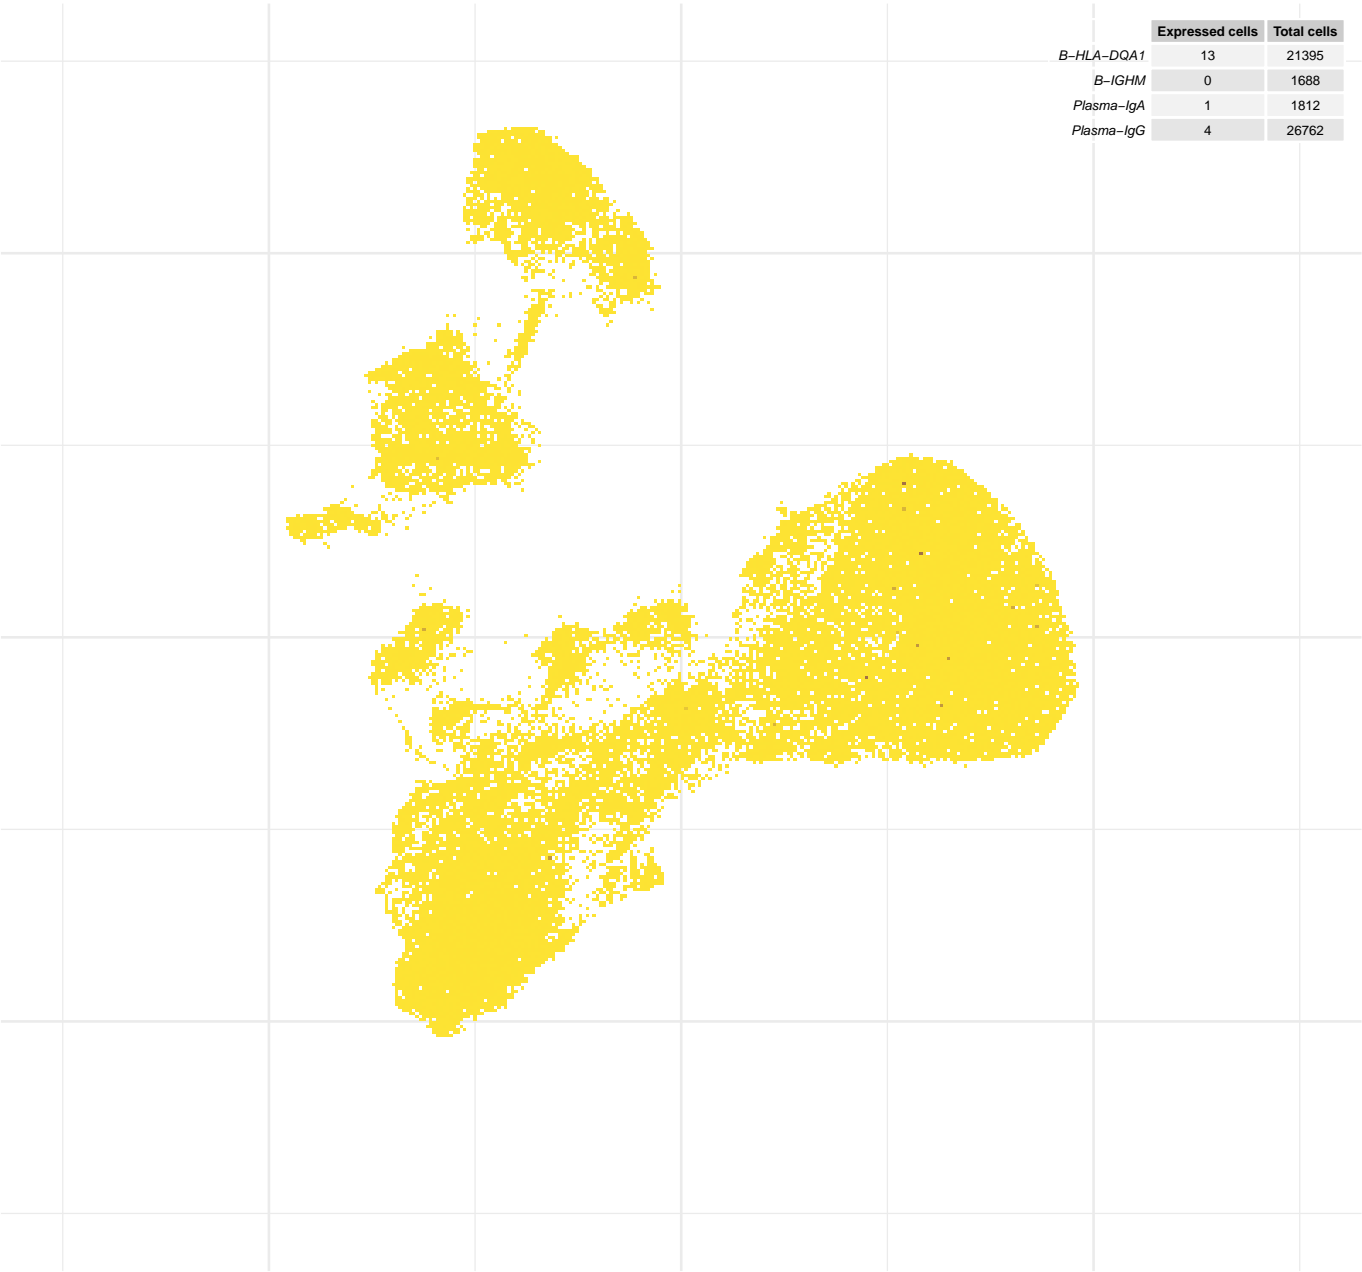 Expressed cells Total cells
B−HLA−DQA1 13 21395
B−IGHM 0 1688
Plasma−IgA 1 1812
Plasma−IgG 4 26762